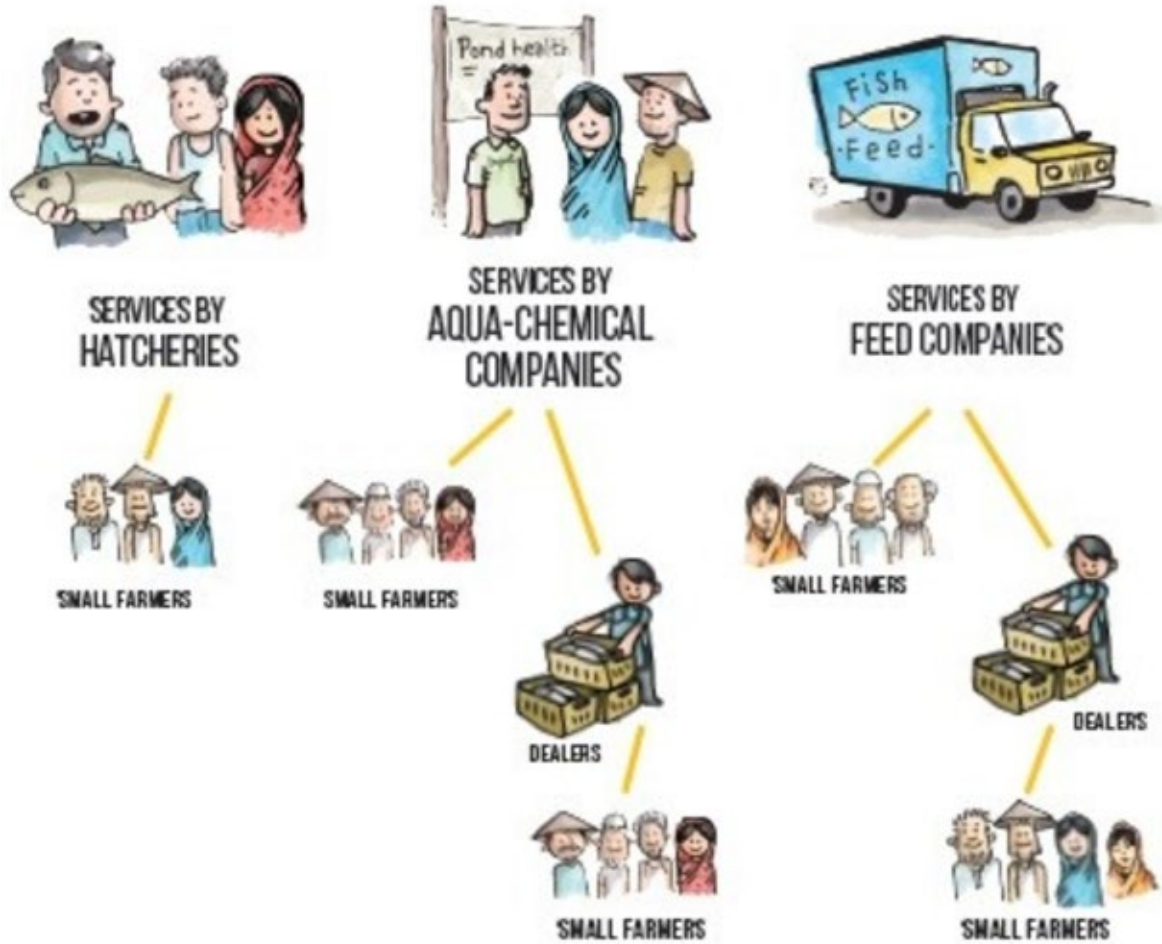 Pond health
Fish
Feed
SERVICES BY
HATCHERIES
SERVICES BY
AQUA-CHEMICAL
COMPANIES
SERVICES BY
FEED COMPANIES
SMALL FARMERS
SMALL FARMERS
SMALL FARMERS
DEALERS
DEALERS
SMALL FARMERS
SMALL FARMERS